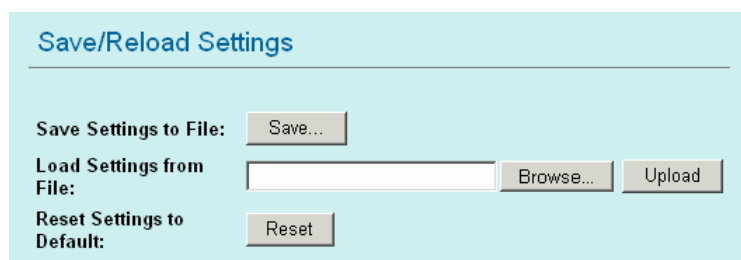 Save/Reload Settings
Save Settings to File: Save...
Load Settings from
File: Browse... Upload
Reset Settings to
Default: Reset